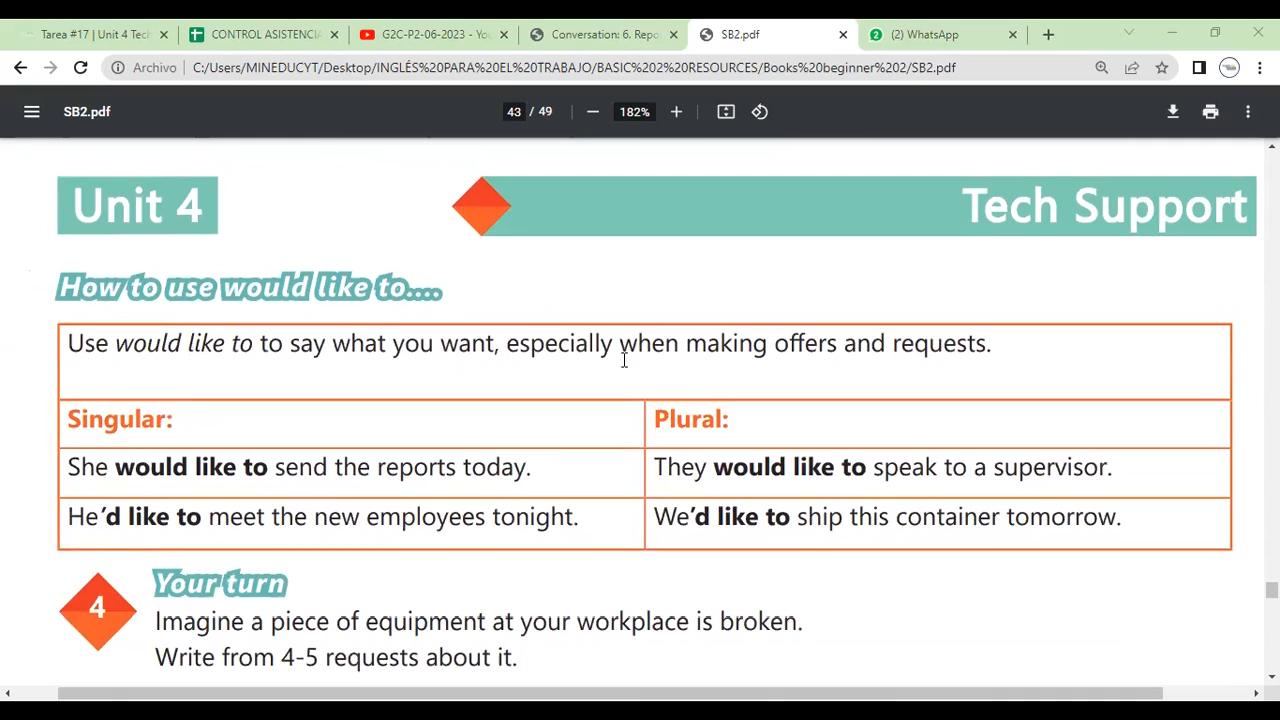 Tarea #17 | Unit 4 Tech
CONTROL ASISTENCIA
G2C-P2-06-2023 - You
Conversation: 6. Repo
SB2.pdf
(2) WhatsApp
Archivo
C:/Users/MINEDUCYT/Desktop/INGLÉS%20PARA%20EL%20TRABAJO/BASIC%202%20RESOURCES/Books%20beginner%202/SB2.pdf
SB2.pdf
43 / 49
182%
Unit 4
Tech Support
How to use would like to....
Use would like to to say what you want, especially when making offers and requests.
Singular:
Plural:
She would like to send the reports today.
They would like to speak to a supervisor.
He'd like to meet the new employees tonight.
We'd like to ship this container tomorrow.
4
Your turn
Imagine a piece of equipment at your workplace is broken.
Write from 4-5 requests about it.